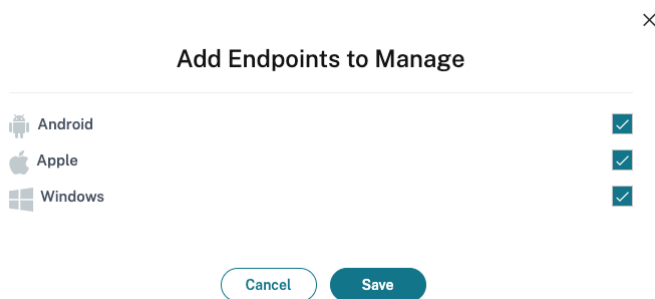 Add Endpoints to Manage
Android
Apple
Windows
Cancel Save